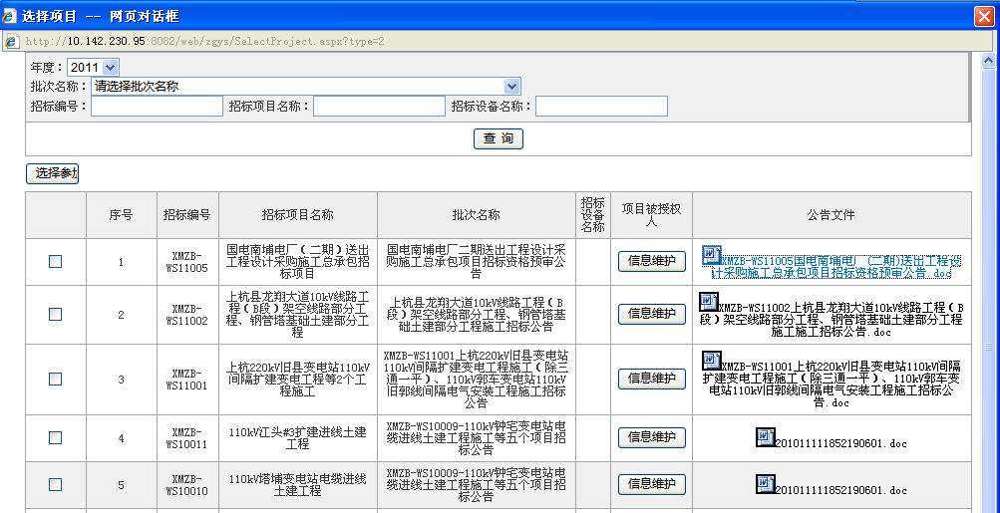 选择项目 -- 网页对话框
http://10.142.230.95:8082/web/zgys/SelectProject.aspx?type=2
年度：2011
批次名称：请选择批次名称
招标编号： 招标项目名称： 招标设备名称：
查 询
选择参加
序号 招标编号 招标项目名称 批次名称 招标设备名称 项目被授权人 公告文件
1
XMZB-
WS11005
国电南埔电厂（二期）送出
工程设计采购施工总承包招
标项目
国电南埔电厂二期送出工程设计采
购施工总承包项目招标资格预审公
告
信息维护
XMZB-WS11005国电南埔电厂(二期)送出工程设
计采购施工总承包项目招标资格预审公告.doc
2
XMZB-
WS11002
上杭县龙翔大道10kV线路工
程（B段）架空线路部分工
程、钢管塔基础土建部分工
程
上杭县龙翔大道10kV线路工程（B
段）架空线路部分工程、钢管塔基
础土建部分工程施工招标公告
信息维护
XMZB-WS11002上杭县龙翔大道10kV线路工程（B
段）架空线路部分工程、钢管塔基础土建部分工程
施工施工招标公告.doc
3
XMZB-
WS11001
上杭220kV旧县变电站110kV
间隔扩建变电工程等2个工
程施工
XMZB-WS11001上杭220kV旧县变电站
110kV间隔扩建变电工程施工（除三
通一平）、110kV郭车变电站110kV
旧郭线间隔电气安装工程施工招标
公告
信息维护
XMZB-WS11001上杭220kV旧县变电站110kV间隔
扩建变电工程施工（除三通一平）、110kV郭车变
电站110kV旧郭线间隔电气安装工程施工招标公
告.doc
4
XMZB-
WS10011
110kV江头#3扩建进线土建
工程
XMZB-WS10009-110kV钟宅变电站电
缆进线土建工程施工等五个项目招
标公告
信息维护
201011111852190601.doc
5
XMZB-
WS10010
110kV塔埔变电站电缆进线
土建工程
XMZB-WS10009-110kV钟宅变电站电
缆进线土建工程施工等五个项目招
标公告
信息维护
201011111852190601.doc